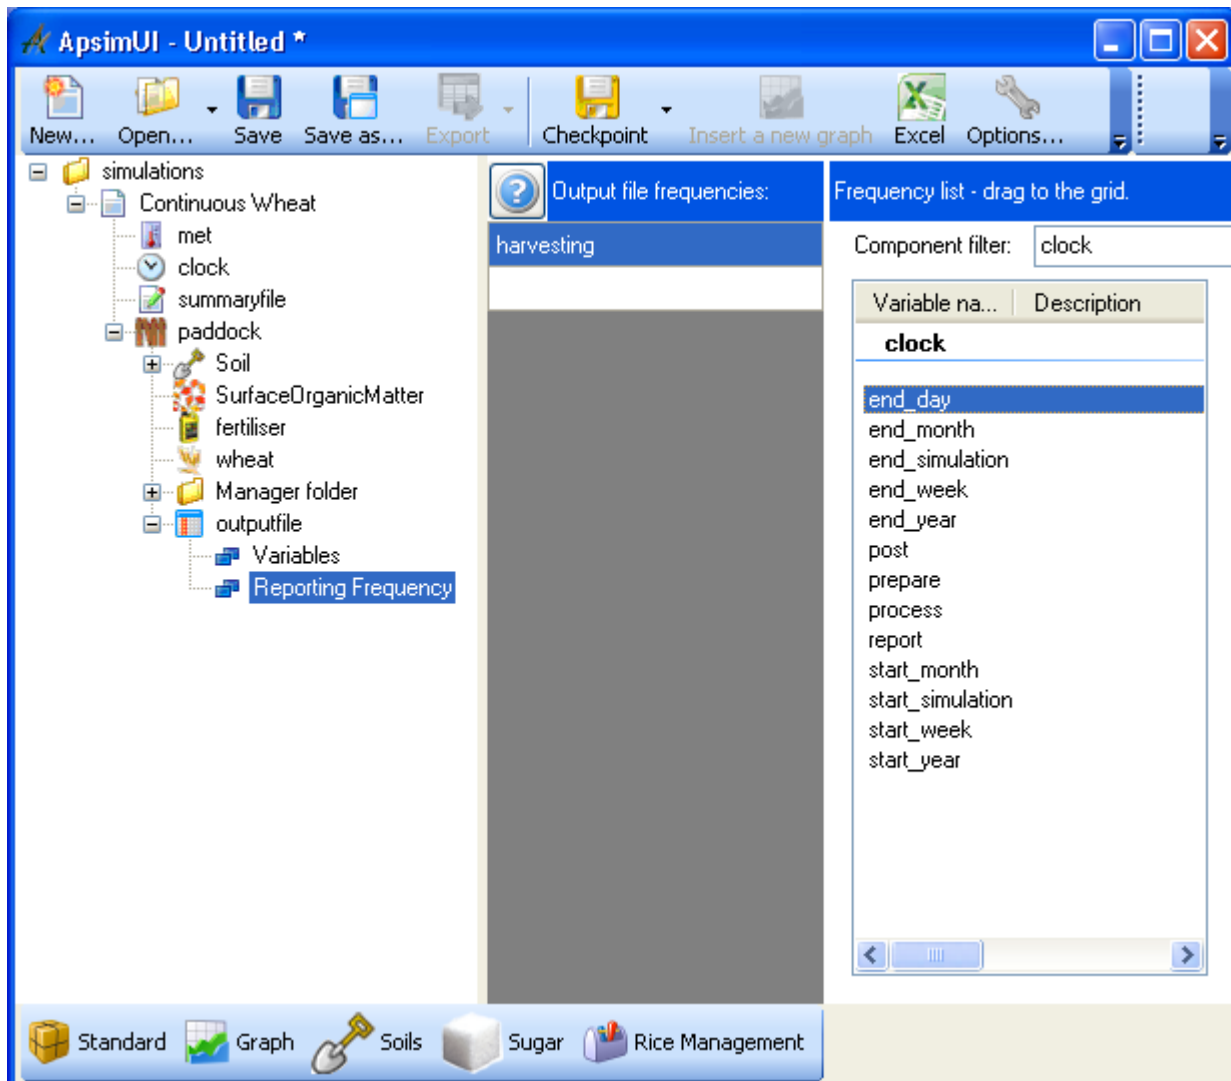 ApsimUI - Untitled *
New... Open... Save Save as... Export Checkpoint Insert a new graph Excel Options...
simulations
Continuous Wheat
met
clock
summaryfile
paddock
Soil
SurfaceOrganicMatter
fertiliser
wheat
Manager folder
outputfile
Variables
Reporting Frequency
Output file frequencies:
harvesting
Frequency list - drag to the grid.
Component filter: clock
Variable na... Description
clock
end_day
end_month
end_simulation
end_week
end_year
post
prepare
process
report
start_month
start_simulation
start_week
start_year
Standard Graph Soils Sugar Rice Management